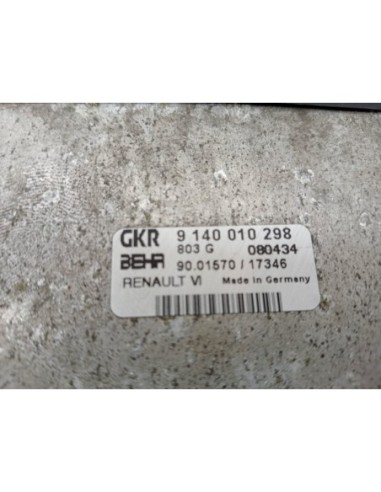 GKR 9 140 010 298
803 G 080434
BEHR 90.01570 / 17346
RENAULT VI Made in Germany